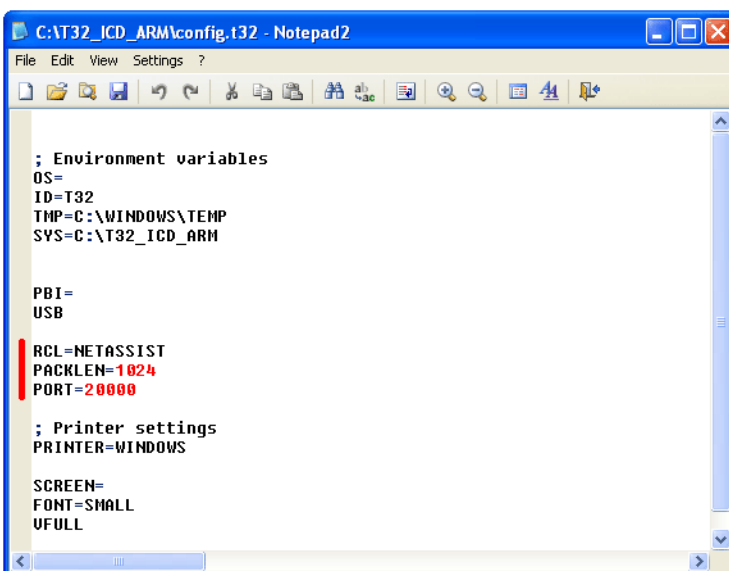 C:\T32_ICD_ARM\config.t32 - Notepad2
File Edit View Settings ?
; Environment variables
OS=
ID=T32
TMP=C:\WINDOWS\TEMP
SYS=C:\T32_ICD_ARM
PBI=
USB
RCL=NETASSIST
PACKLEN=1024
PORT=20000
; Printer settings
PRINTER=WINDOWS
SCREEN=
FONT=SMALL
VFULL